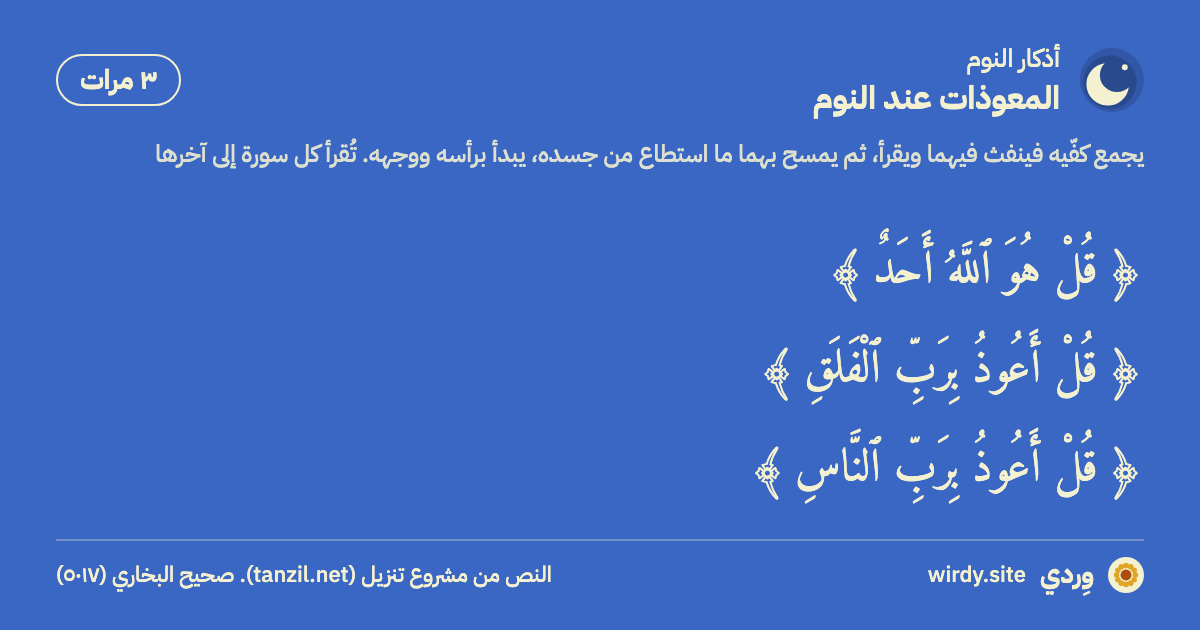 أذكار النوم
المعوذات عند النوم
٣ مرات
يجمع كفّيه فينفث فيهما ويقرأ، ثم يمسح بهما ما استطاع من جسده، يبدأ برأسه ووجهه. تُقرأ كل سورة إلى آخرها
﴿ قُلْ هُوَ ٱللَّهُ أَحَدٌ ﴾
﴿ قُلْ أَعُوذُ بِرَبِّ ٱلْفَلَقِ ﴾
﴿ قُلْ أَعُوذُ بِرَبِّ ٱلنَّاسِ ﴾
وِردي wirdy.site
النص من مشروع تنزيل (tanzil.net). صحيح البخاري (٥٠١٧)